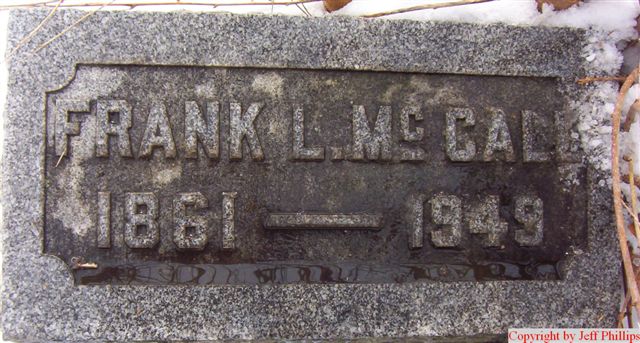 FRANK L. McCALL
1861 — 1949
Copyright by Jeff Phillips